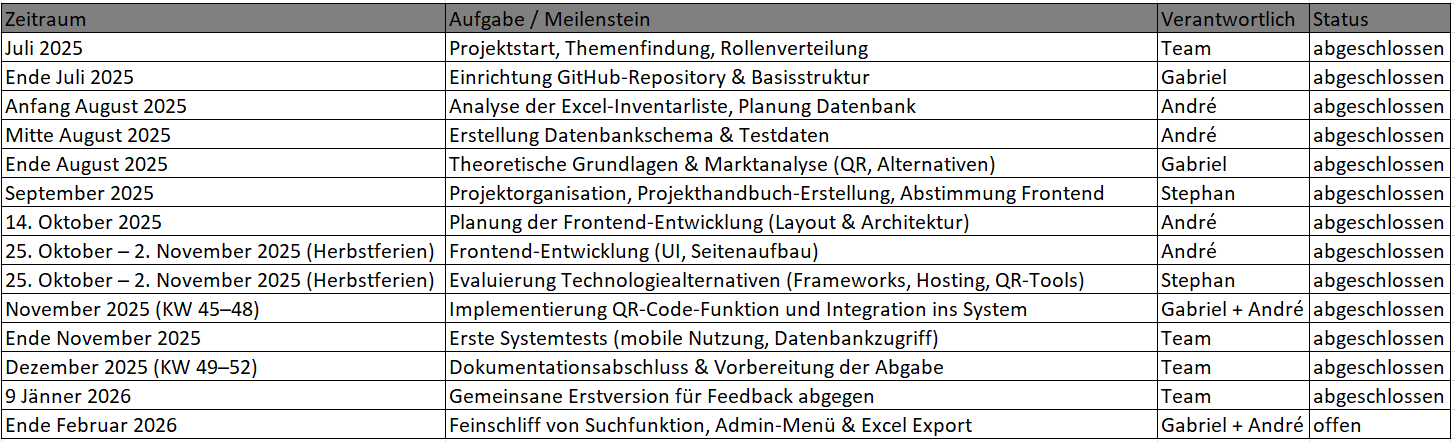 Zeitraum Aufgabe / Meilenstein Verantwortlich Status
Juli 2025 Projektstart, Themenfindung, Rollenverteilung Team abgeschlossen
Ende Juli 2025 Einrichtung GitHub-Repository & Basisstruktur Gabriel abgeschlossen
Anfang August 2025 Analyse der Excel-Inventarliste, Planung Datenbank André abgeschlossen
Mitte August 2025 Erstellung Datenbankschema & Testdaten André abgeschlossen
Ende August 2025 Theoretische Grundlagen & Marktanalyse (QR, Alternativen) Gabriel abgeschlossen
September 2025 Projektorganisation, Projekthandbuch-Erstellung, Abstimmung Frontend Stephan abgeschlossen
14. Oktober 2025 Planung der Frontend-Entwicklung (Layout & Architektur) André abgeschlossen
25. Oktober – 2. November 2025 (Herbstferien) Frontend-Entwicklung (UI, Seitenaufbau) André abgeschlossen
25. Oktober – 2. November 2025 (Herbstferien) Evaluierung Technologiealternativen (Frameworks, Hosting, QR-Tools) Stephan abgeschlossen
November 2025 (KW 45–48) Implementierung QR-Code-Funktion und Integration ins System Gabriel + André abgeschlossen
Ende November 2025 Erste Systemtests (mobile Nutzung, Datenbankzugriff) Team abgeschlossen
Dezember 2025 (KW 49–52) Dokumentationsabschluss & Vorbereitung der Abgabe Team abgeschlossen
9 Jänner 2026 Gemeinsane Erstversion für Feedback abgegen Team abgeschlossen
Ende Februar 2026 Feinschliff von Suchfunktion, Admin-Menü & Excel Export Gabriel + André offen